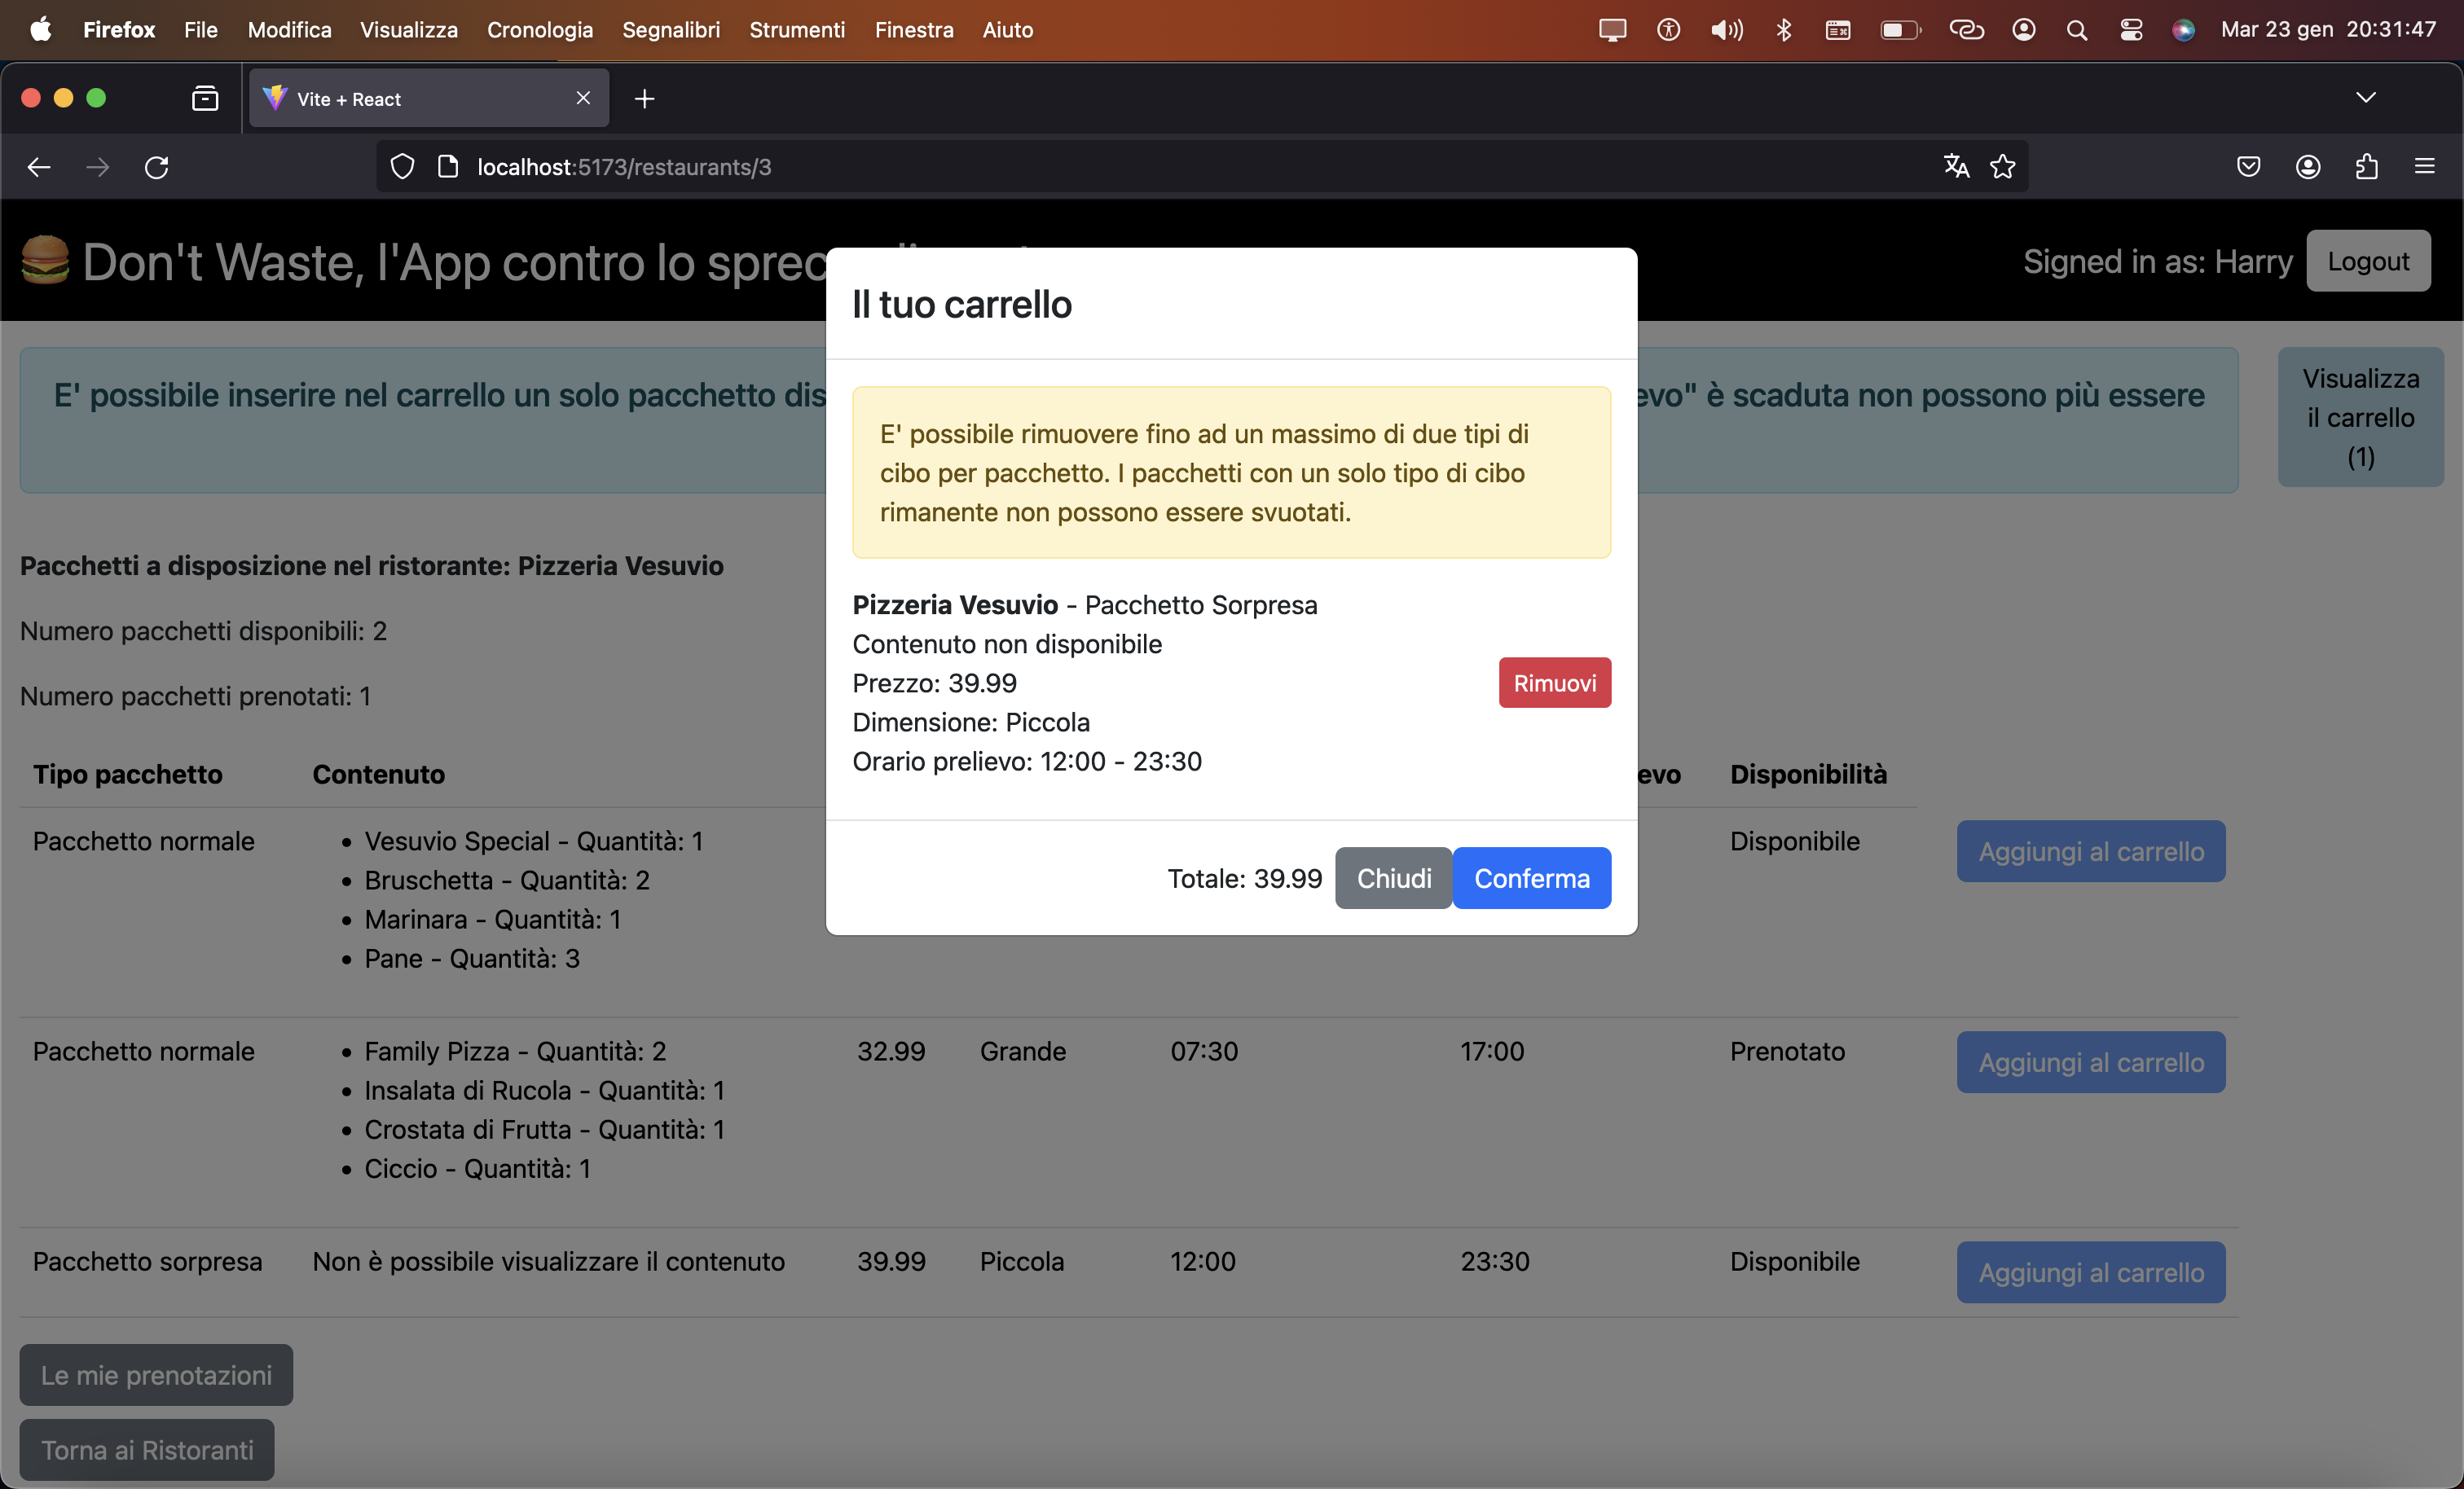 Firefox File Modifica Visualizza Cronologia Segnalibri Strumenti Finestra Aiuto Mar 23 gen 20:31:47
Vite + React
localhost:5173/restaurants/3
Don't Waste, l'App contro lo sprec
Signed in as: Harry Logout
Il tuo carrello
E' possibile inserire nel carrello un solo pacchetto dis
evo" è scaduta non possono più essere
Visualizza
il carrello
(1)
E' possibile rimuovere fino ad un massimo di due tipi di
cibo per pacchetto. I pacchetti con un solo tipo di cibo
rimanente non possono essere svuotati.
Pizzeria Vesuvio - Pacchetto Sorpresa
Contenuto non disponibile
Prezzo: 39.99
Dimensione: Piccola
Orario prelievo: 12:00 - 23:30
Rimuovi
Totale: 39.99 Chiudi Conferma
Pacchetti a disposizione nel ristorante: Pizzeria Vesuvio
Numero pacchetti disponibili: 2
Numero pacchetti prenotati: 1
Tipo pacchetto Contenuto evo Disponibilità
Pacchetto normale
• Vesuvio Special - Quantità: 1
• Bruschetta - Quantità: 2
• Marinara - Quantità: 1
• Pane - Quantità: 3
Disponibile Aggiungi al carrello
Pacchetto normale
• Family Pizza - Quantità: 2
• Insalata di Rucola - Quantità: 1
• Crostata di Frutta - Quantità: 1
• Ciccio - Quantità: 1
32.99 Grande 07:30 17:00 Prenotato Aggiungi al carrello
Pacchetto sorpresa Non è possibile visualizzare il contenuto 39.99 Piccola 12:00 23:30 Disponibile Aggiungi al carrello
Le mie prenotazioni
Torna ai Ristoranti